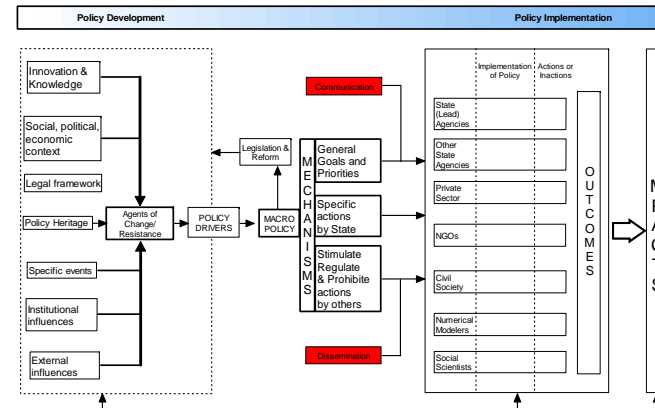 Policy Development
Policy Implementation
Innovation &
Knowledge
Social, political,
economic
context
Legal framework
Policy Heritage
Specific events
Institutional
influences
External
influences
Agents of
Change/
Resistance
POLICY
DRIVERS
Legislation &
Reform
MACRO
POLICY
MECHANISMS
General
Goals and
Priorities
Specific
actions
by State
Stimulate
Regulate
& Prohibite
actions
by others
Communication
Dissemination
Implementation
of Policy
Actions or
Inactions
State
(Lead)
Agencies
Other
State
Agencies
Private
Sector
NGOs
Civil
Society
Numerical
Modelers
Social
Scientists
OUTCOMES